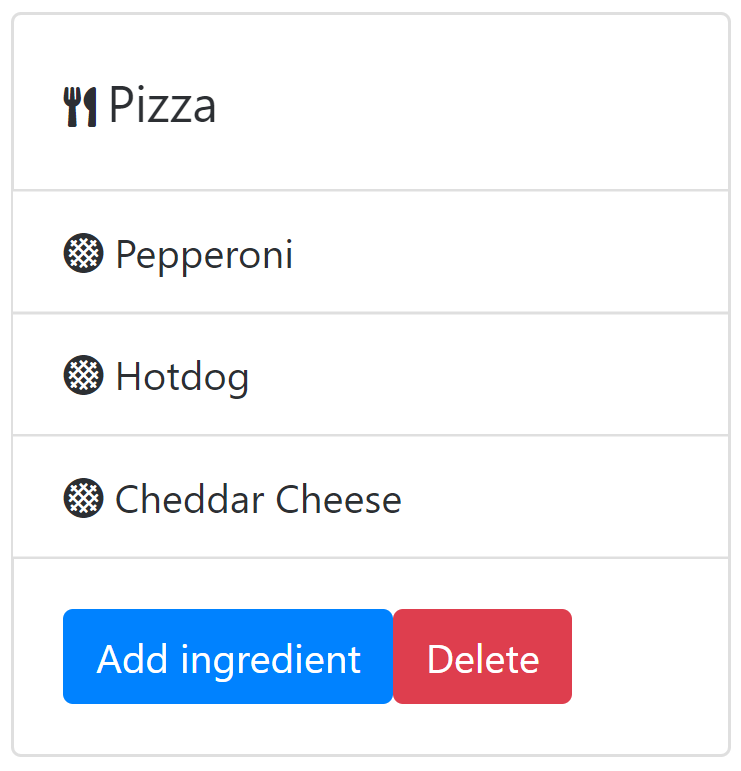 Pizza
Pepperoni
Hotdog
Cheddar Cheese
Add ingredient Delete